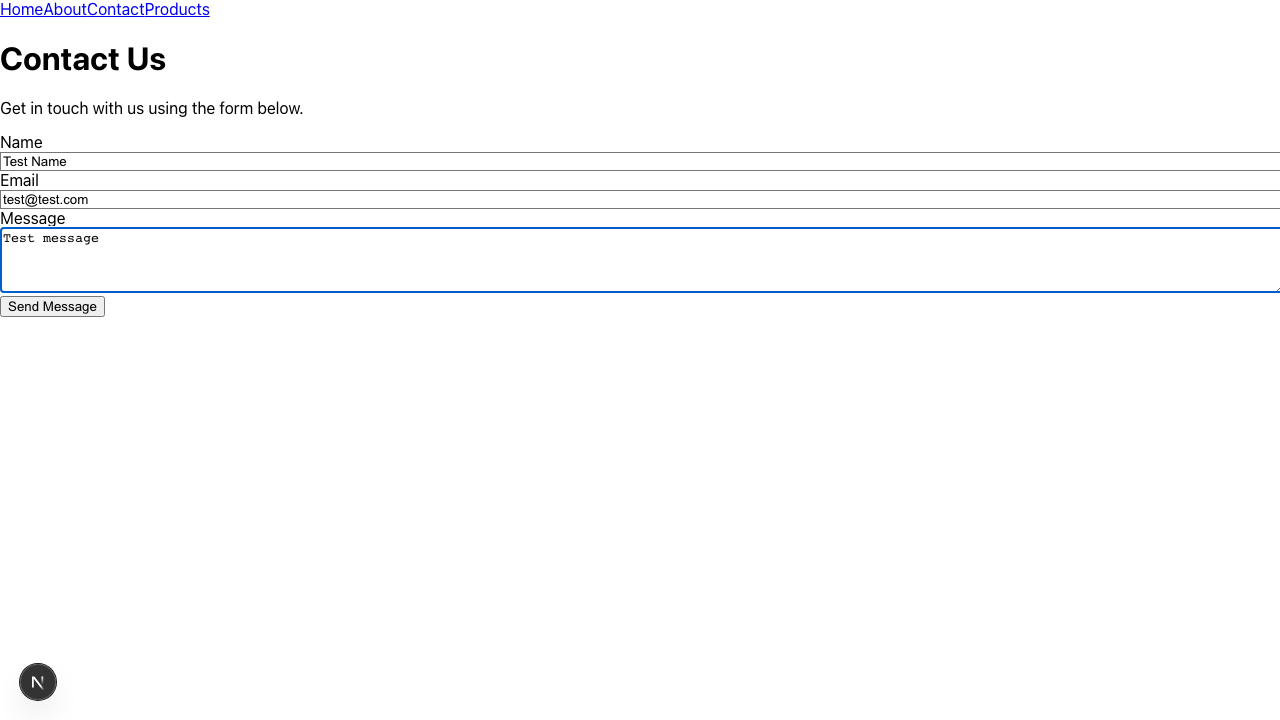 HomeAboutContactProducts
Contact Us
Get in touch with us using the form below.
Name
Test Name
Email
test@test.com
Message
Test message
Send Message
N